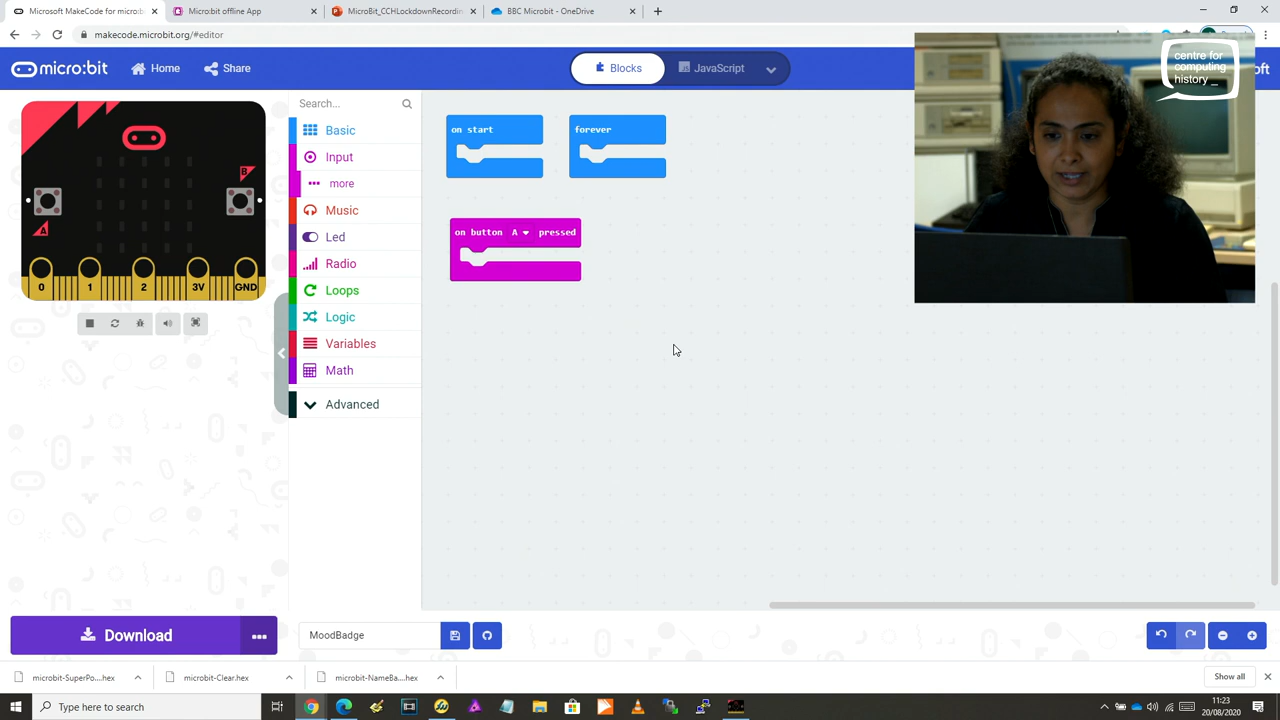 Microsoft MakeCode for micro:b
Microbit offline App
MicroBit_CCHLockdownRecordin
BBC Microbit - OneDrive
makecode.microbit.org/#editor
micro:bit
Home
Share
Blocks
JavaScript
centre for
computing
history _
Search...
Basic
Input
more
Music
Led
Radio
Loops
Logic
Variables
Math
Advanced
on start
forever
on button A pressed
B
A
0 1 2 3V GND
Download
MoodBadge
microbit-SuperPo....hex
microbit-Clear.hex
microbit-NameBa....hex
Show all
Type here to search
11:23
20/08/2020